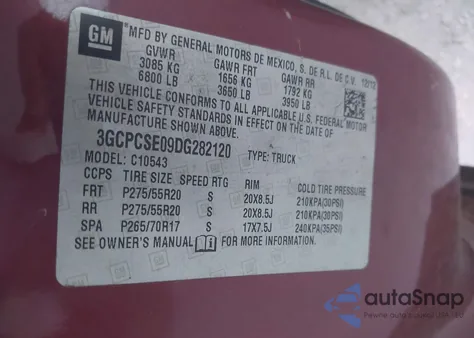 GM
MFD BY GENERAL MOTORS DE MEXICO, S. DE R.L. DE C.V. 12/12
GVWR GAWR FRT GAWR RR
3085 KG 1656 KG 1792 KG
6800 LB 3650 LB 3950 LB
THIS VEHICLE CONFORMS TO ALL APPLICABLE U.S. FEDERAL MOTOR
VEHICLE SAFETY STANDARDS IN EFFECT ON THE DATE OF
MANUFACTURE SHOWN ABOVE.
3GCPCSE09DG282120
MODEL: C10543 TYPE: TRUCK
CCPS TIRE SIZE SPEED RTG RIM COLD TIRE PRESSURE
FRT P275/55R20 S 20X8.5J 210KPA(30PSI)
RR P275/55R20 S 20X8.5J 210KPA(30PSI)
SPA P265/70R17 S 17X7.5J 240KPA(35PSI)
SEE OWNER'S MANUAL FOR MORE INFORMATION.
autoSnap